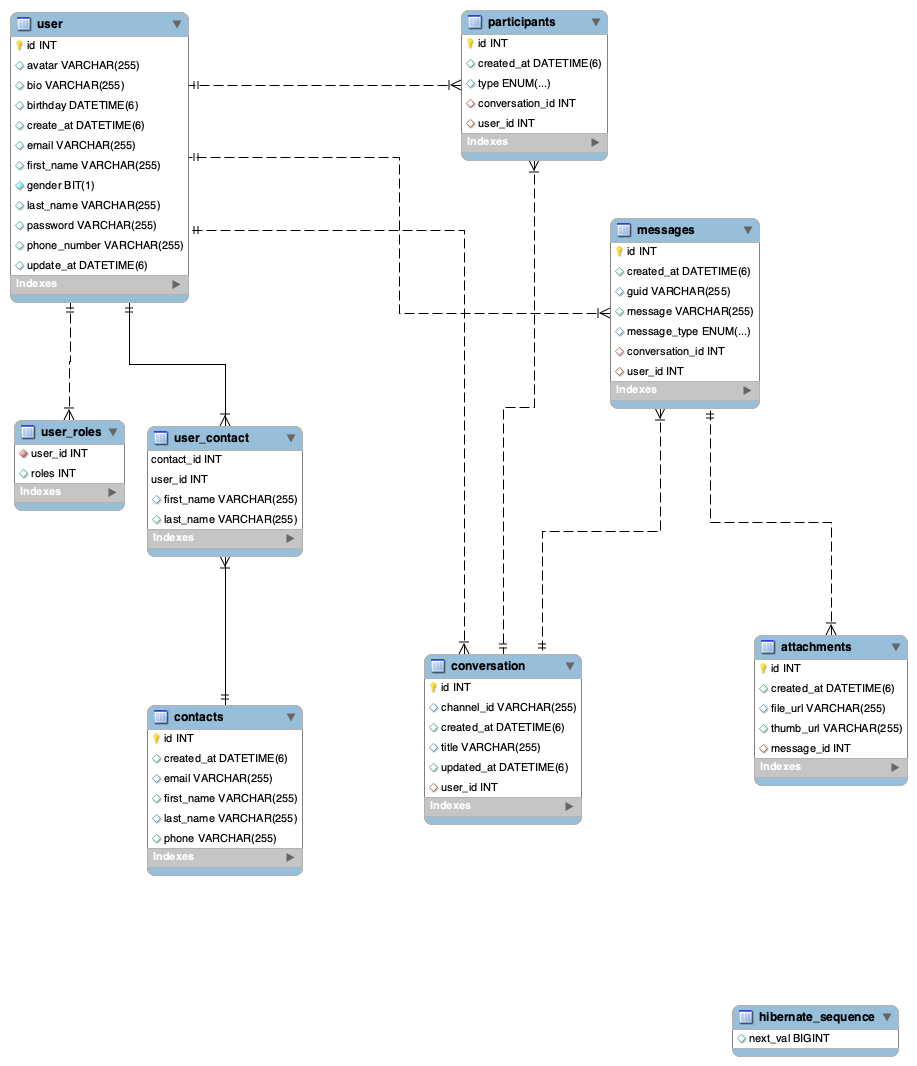 user
id INT
avatar VARCHAR(255)
bio VARCHAR(255)
birthday DATETIME(6)
create_at DATETIME(6)
email VARCHAR(255)
first_name VARCHAR(255)
gender BIT(1)
last_name VARCHAR(255)
password VARCHAR(255)
phone_number VARCHAR(255)
update_at DATETIME(6)
Indexes
participants
id INT
created_at DATETIME(6)
type ENUM(...)
conversation_id INT
user_id INT
Indexes
messages
id INT
created_at DATETIME(6)
guid VARCHAR(255)
message VARCHAR(255)
message_type ENUM(...)
conversation_id INT
user_id INT
Indexes
user_roles
user_id INT
roles INT
Indexes
user_contact
contact_id INT
user_id INT
first_name VARCHAR(255)
last_name VARCHAR(255)
Indexes
contacts
id INT
created_at DATETIME(6)
email VARCHAR(255)
first_name VARCHAR(255)
last_name VARCHAR(255)
phone VARCHAR(255)
Indexes
conversation
id INT
channel_id VARCHAR(255)
created_at DATETIME(6)
title VARCHAR(255)
updated_at DATETIME(6)
user_id INT
Indexes
attachments
id INT
created_at DATETIME(6)
file_url VARCHAR(255)
thumb_url VARCHAR(255)
message_id INT
Indexes
hibernate_sequence
next_val BIGINT